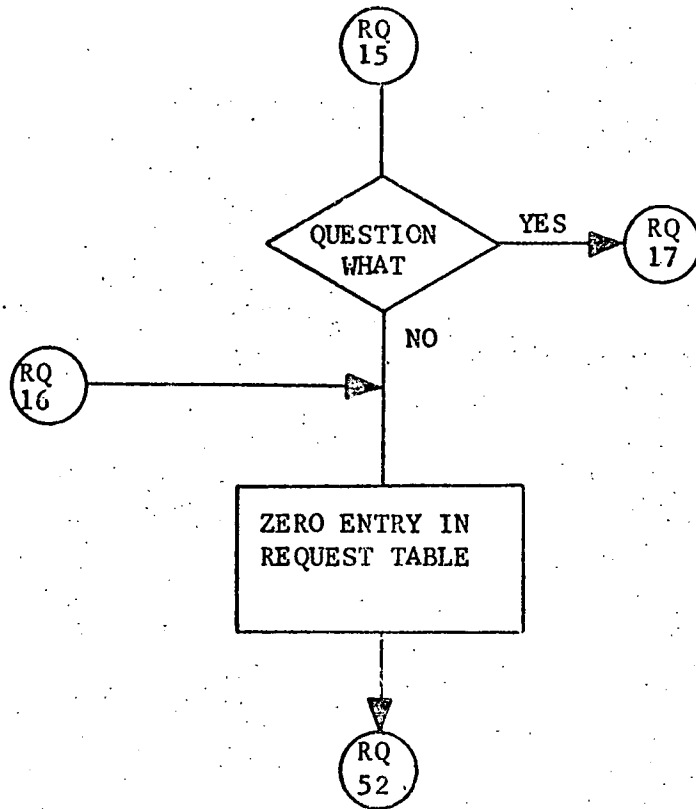 RQ
15
QUESTION
WHAT
YES
RQ
17
NO
RQ
16
ZERO ENTRY IN
REQUEST TABLE
RQ
52